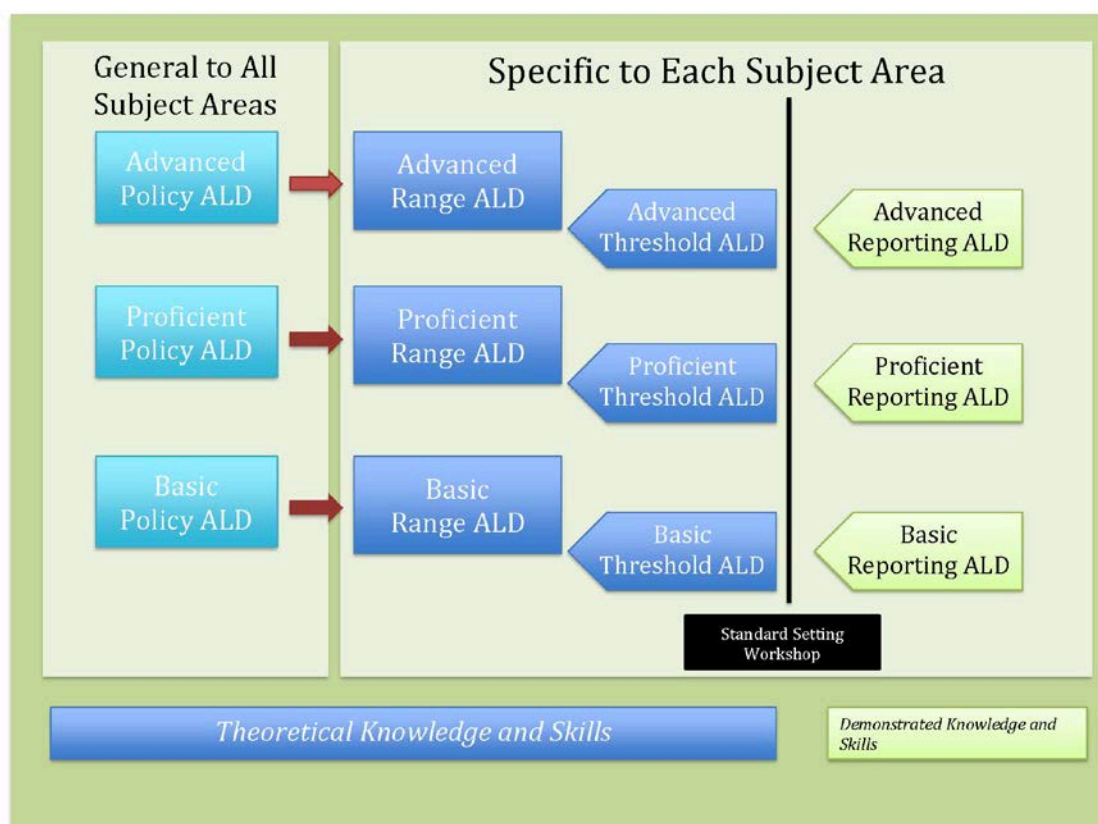 General to All
Subject Areas
Specific to Each Subject Area
Advanced
Policy ALD
Advanced
Range ALD
Advanced
Threshold ALD
Advanced
Reporting ALD
Proficient
Policy ALD
Proficient
Range ALD
Proficient
Threshold ALD
Proficient
Reporting ALD
Basic
Policy ALD
Basic
Range ALD
Basic
Threshold ALD
Basic
Reporting ALD
Standard Setting
Workshop
Theoretical Knowledge and Skills
Demonstrated Knowledge and
Skills